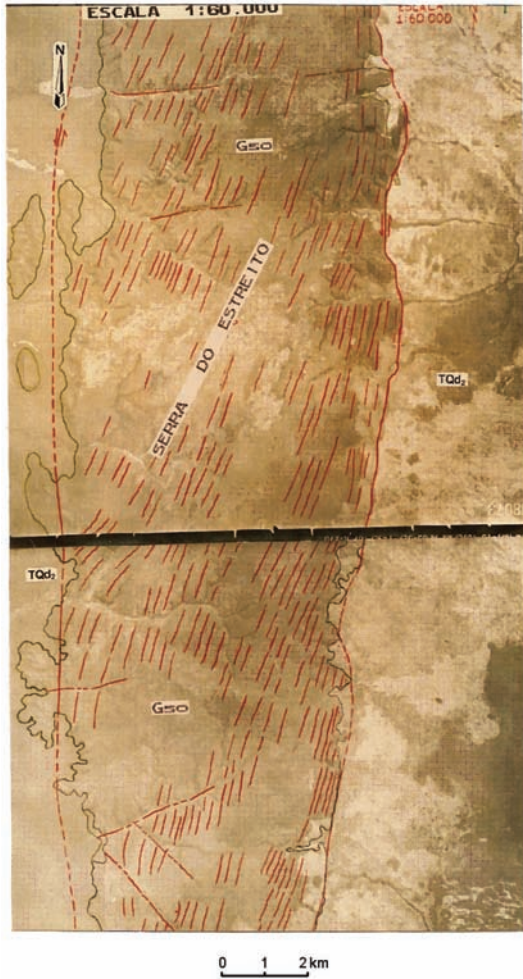 ESCALA 1:60.000
ESCALA
1:60.000
N
Gso
SERRA DO ESTREITO
TQd₂
TQd₂
Gso
0 1 2 km